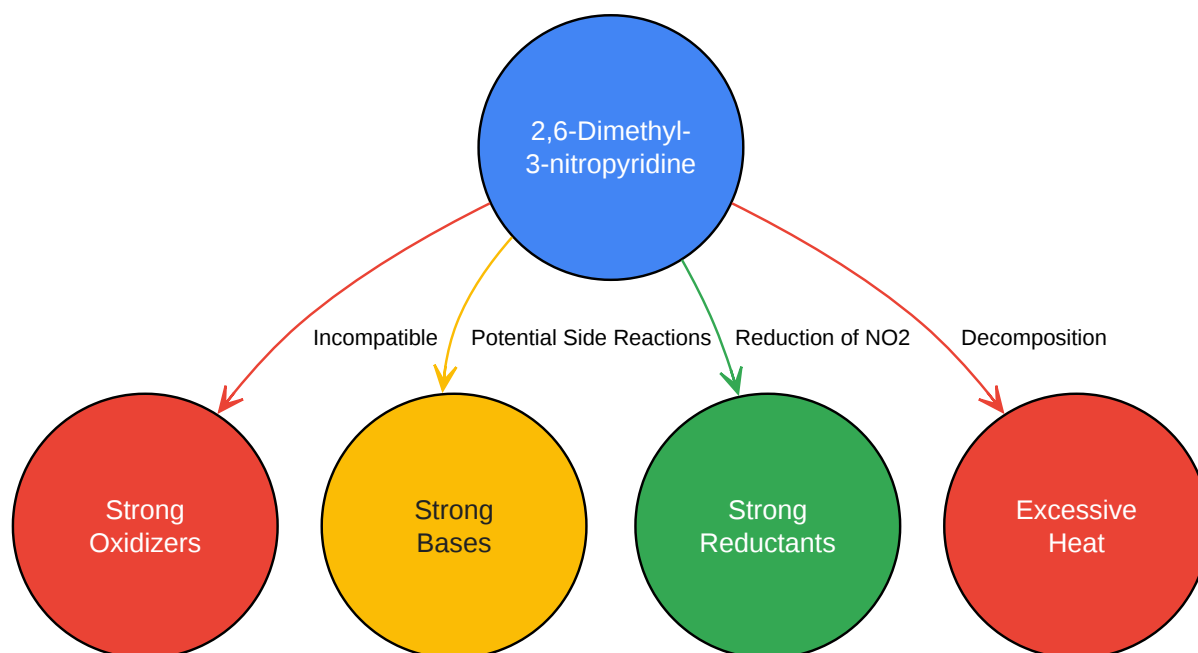 2,6-Dimethyl-
3-nitropyridine
Incompatible
Potential Side Reactions
Reduction of NO2
Decomposition
Strong
Oxidizers
Strong
Bases
Strong
Reductants
Excessive
Heat